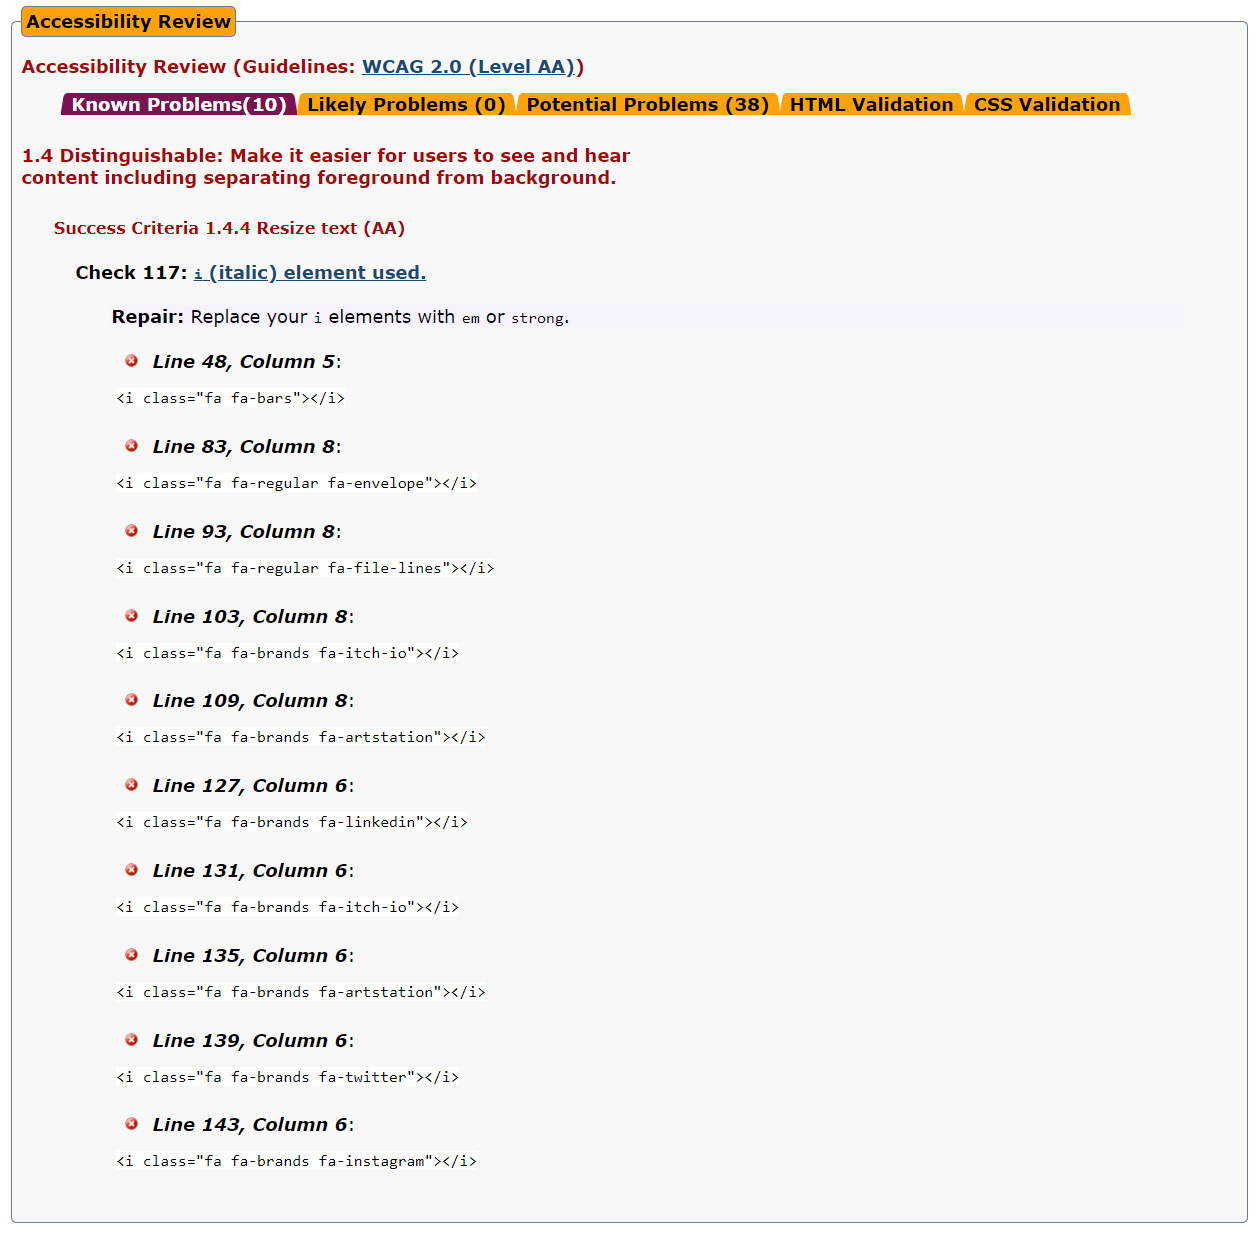 Accessibility Review
Accessibility Review (Guidelines: WCAG 2.0 (Level AA))
Known Problems(10) Likely Problems (0) Potential Problems (38) HTML Validation CSS Validation
1.4 Distinguishable: Make it easier for users to see and hear
content including separating foreground from background.
Success Criteria 1.4.4 Resize text (AA)
Check 117: i (italic) element used.
Repair: Replace your i elements with em or strong.
Line 48, Column 5:
<i class="fa fa-bars"></i>
Line 83, Column 8:
<i class="fa fa-regular fa-envelope"></i>
Line 93, Column 8:
<i class="fa fa-regular fa-file-lines"></i>
Line 103, Column 8:
<i class="fa fa-brands fa-itch-io"></i>
Line 109, Column 8:
<i class="fa fa-brands fa-artstation"></i>
Line 127, Column 6:
<i class="fa fa-brands fa-linkedin"></i>
Line 131, Column 6:
<i class="fa fa-brands fa-itch-io"></i>
Line 135, Column 6:
<i class="fa fa-brands fa-artstation"></i>
Line 139, Column 6:
<i class="fa fa-brands fa-twitter"></i>
Line 143, Column 6:
<i class="fa fa-brands fa-instagram"></i>